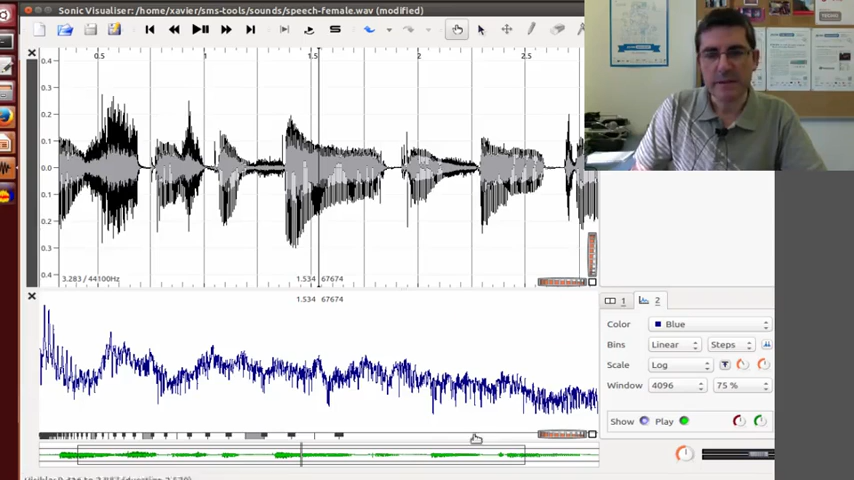 Sonic Visualiser: /home/xavier/sms-tools/sounds/speech-female.wav (modified)
0.5 1 1.5 2 2.5
0.4
0.3
0.2
0.1
0.0
0.1
0.2
0.3
0.4
3.283 / 44100Hz
1.534 67674
1.534 67674
1
2
Color: Blue
Bins Linear Steps
Scale Log
Window 4096 75 %
Show Play